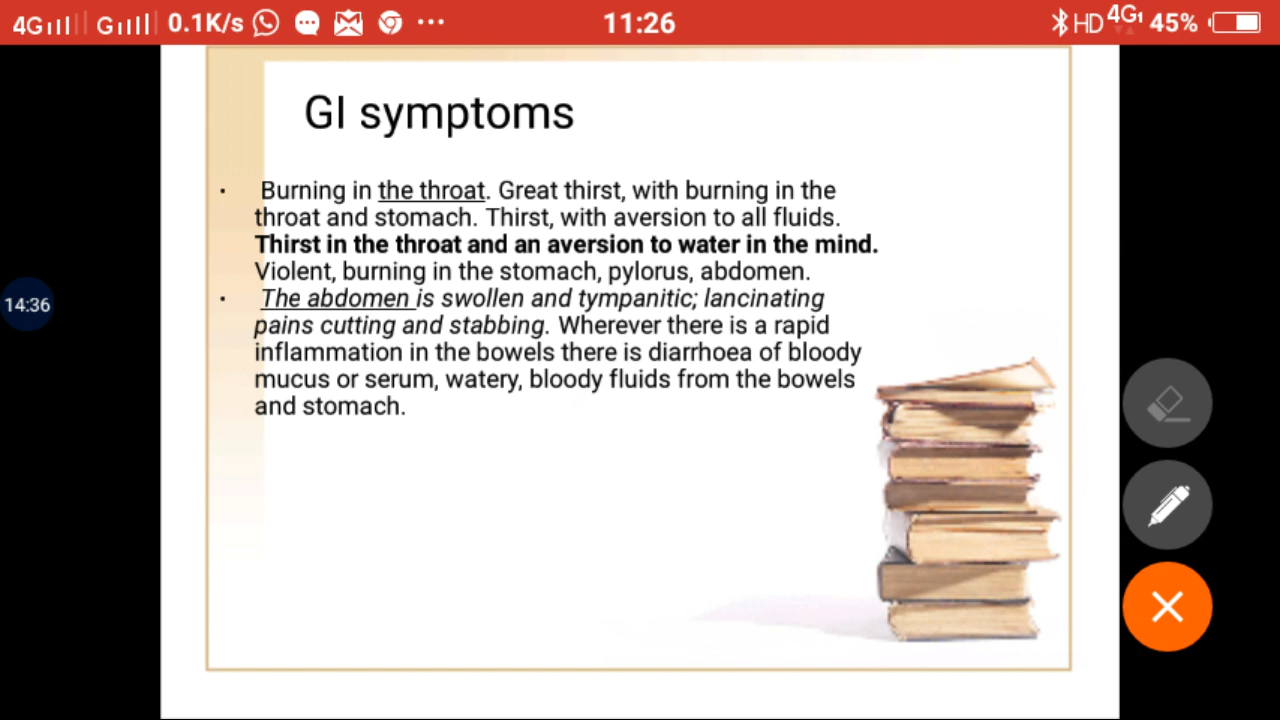 4G G 0.1K/s 11:26 HD 4G 45%
GI symptoms
· Burning in the throat. Great thirst, with burning in the
throat and stomach. Thirst, with aversion to all fluids.
Thirst in the throat and an aversion to water in the mind.
Violent, burning in the stomach, pylorus, abdomen.
· The abdomen is swollen and tympanitic; lancinating
pains cutting and stabbing. Wherever there is a rapid
inflammation in the bowels there is diarrhoea of bloody
mucus or serum, watery, bloody fluids from the bowels
and stomach.
14:36